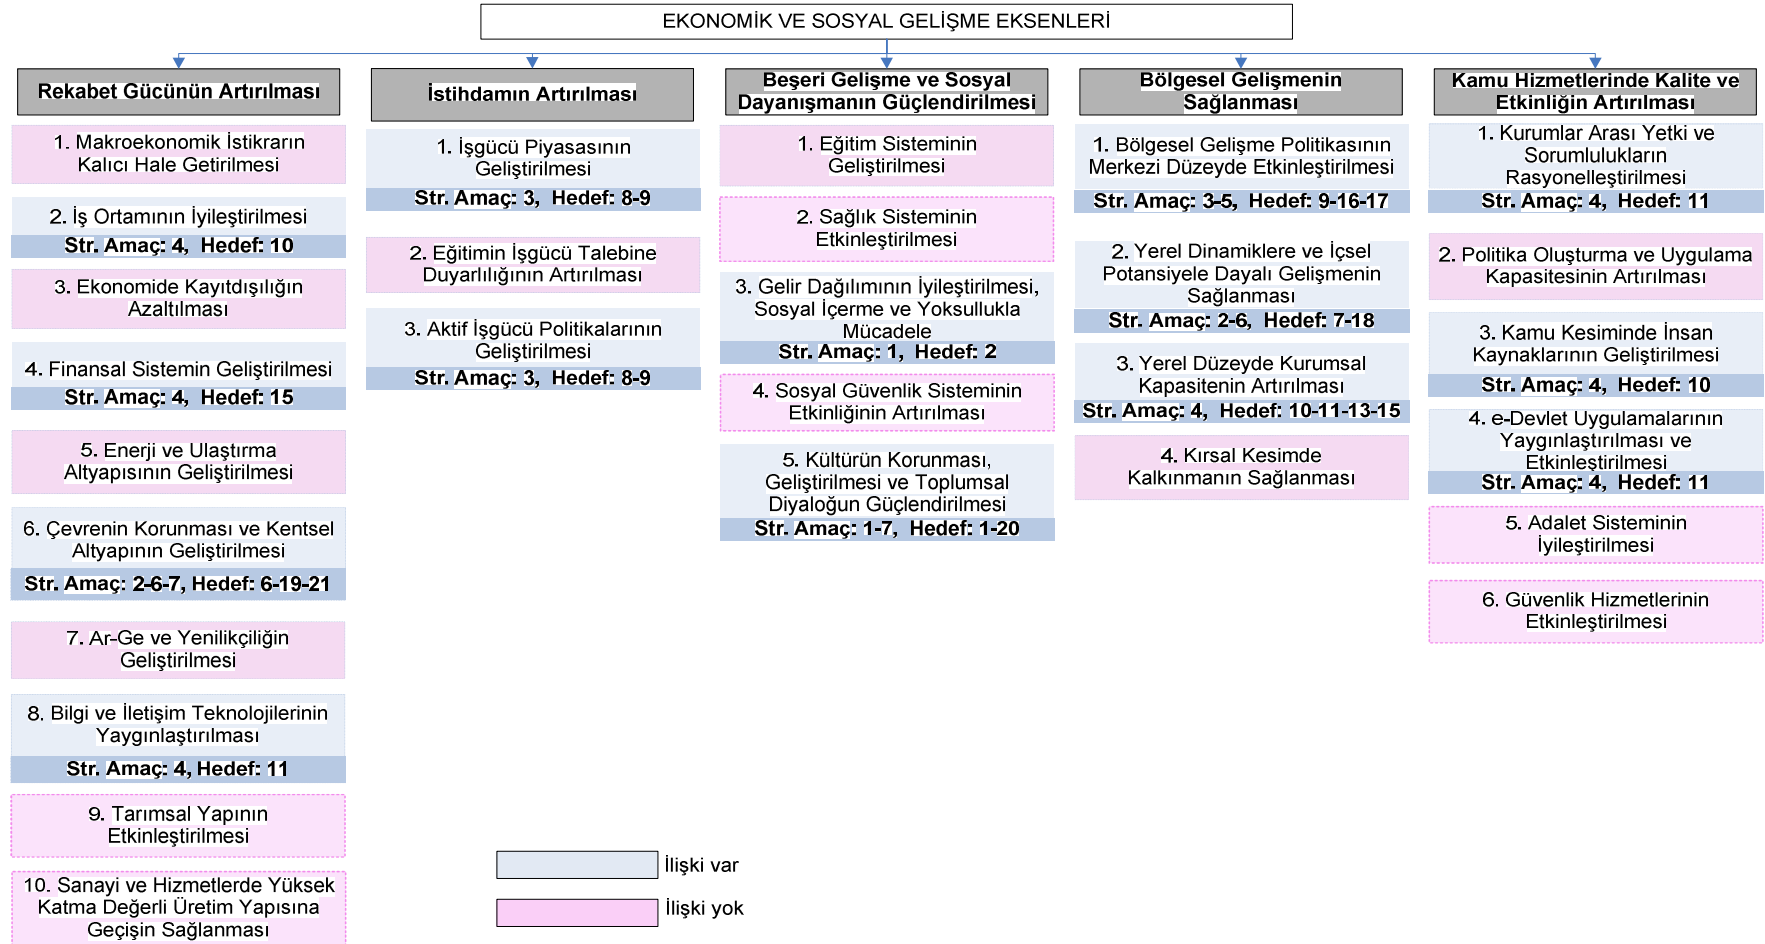 EKONOMİK VE SOSYAL GELİŞME EKSENLERİ
Rekabet Gücünün Artırılması
1. Makroekonomik İstikrarın
Kalıcı Hale Getirilmesi
2. İş Ortamının İyileştirilmesi
Str. Amaç: 4, Hedef: 10
3. Ekonomide Kayıtdışılığın
Azaltılması
4. Finansal Sistemin Geliştirilmesi
Str. Amaç: 4, Hedef: 15
5. Enerji ve Ulaştırma
Altyapısının Geliştirilmesi
6. Çevrenin Korunması ve Kentsel
Altyapının Geliştirilmesi
Str. Amaç: 2-6-7, Hedef: 6-19-21
7. Ar-Ge ve Yenilikçiliğin
Geliştirilmesi
8. Bilgi ve İletişim Teknolojilerinin
Yaygınlaştırılması
Str. Amaç: 4, Hedef: 11
9. Tarımsal Yapının
Etkinleştirilmesi
10. Sanayi ve Hizmetlerde Yüksek
Katma Değerli Üretim Yapısına
Geçişin Sağlanması
İstihdamın Artırılması
1. İşgücü Piyasasının
Geliştirilmesi
Str. Amaç: 3, Hedef: 8-9
2. Eğitimin İşgücü Talebine
Duyarlılığının Artırılması
3. Aktif İşgücü Politikalarının
Geliştirilmesi
Str. Amaç: 3, Hedef: 8-9
Beşeri Gelişme ve Sosyal
Dayanışmanın Güçlendirilmesi
1. Eğitim Sisteminin
Geliştirilmesi
2. Sağlık Sisteminin
Etkinleştirilmesi
3. Gelir Dağılımının İyileştirilmesi,
Sosyal İçerme ve Yoksullukla
Mücadele
Str. Amaç: 1, Hedef: 2
4. Sosyal Güvenlik Sisteminin
Etkinliğinin Artırılması
5. Kültürün Korunması,
Geliştirilmesi ve Toplumsal
Diyaloğun Güçlendirilmesi
Str. Amaç: 1-7, Hedef: 1-20
Bölgesel Gelişmenin
Sağlanması
1. Bölgesel Gelişme Politikasının
Merkezi Düzeyde Etkinleştirilmesi
Str. Amaç: 3-5, Hedef: 9-16-17
2. Yerel Dinamiklere ve İçsel
Potansiyele Dayalı Gelişmenin
Sağlanması
Str. Amaç: 2-6, Hedef: 7-18
3. Yerel Düzeyde Kurumsal
Kapasitenin Artırılması
Str. Amaç: 4, Hedef: 10-11-13-15
4. Kırsal Kesimde
Kalkınmanın Sağlanması
Kamu Hizmetlerinde Kalite ve
Etkinliğin Artırılması
1. Kurumlar Arası Yetki ve
Sorumlulukların
Rasyonelleştirilmesi
Str. Amaç: 4, Hedef: 11
2. Politika Oluşturma ve Uygulama
Kapasitesinin Artırılması
3. Kamu Kesiminde İnsan
Kaynaklarının Geliştirilmesi
Str. Amaç: 4, Hedef: 10
4. e-Devlet Uygulamalarının
Yaygınlaştırılması ve
Etkinleştirilmesi
Str. Amaç: 4, Hedef: 11
5. Adalet Sisteminin
İyileştirilmesi
6. Güvenlik Hizmetlerinin
Etkinleştirilmesi
İlişki var
İlişki yok